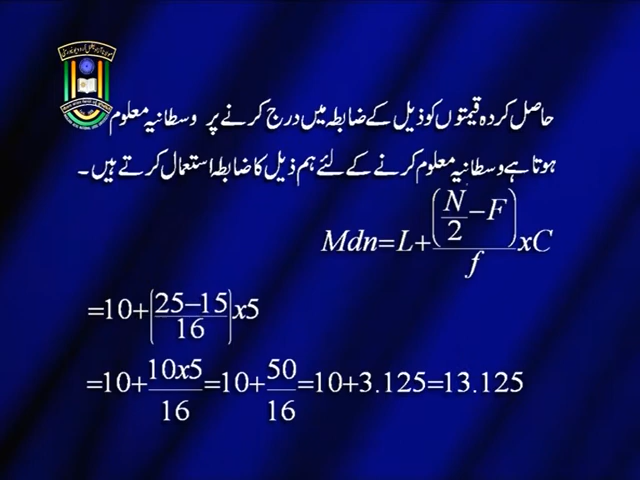 حاصل کردہ قیمتوں کو ذیل کے ضابطہ میں درج کرنے پر وسطانیہ معلوم
ہوتا ہے وسطانیہ معلوم کرنے کے لئے ہم ذیل کا ضابطہ استعمال کرتے ہیں۔
Mdn=L+((N/2−F)/f)xC
=10+(25−15/16)x5
=10+10x5/16=10+50/16=10+3.125=13.125